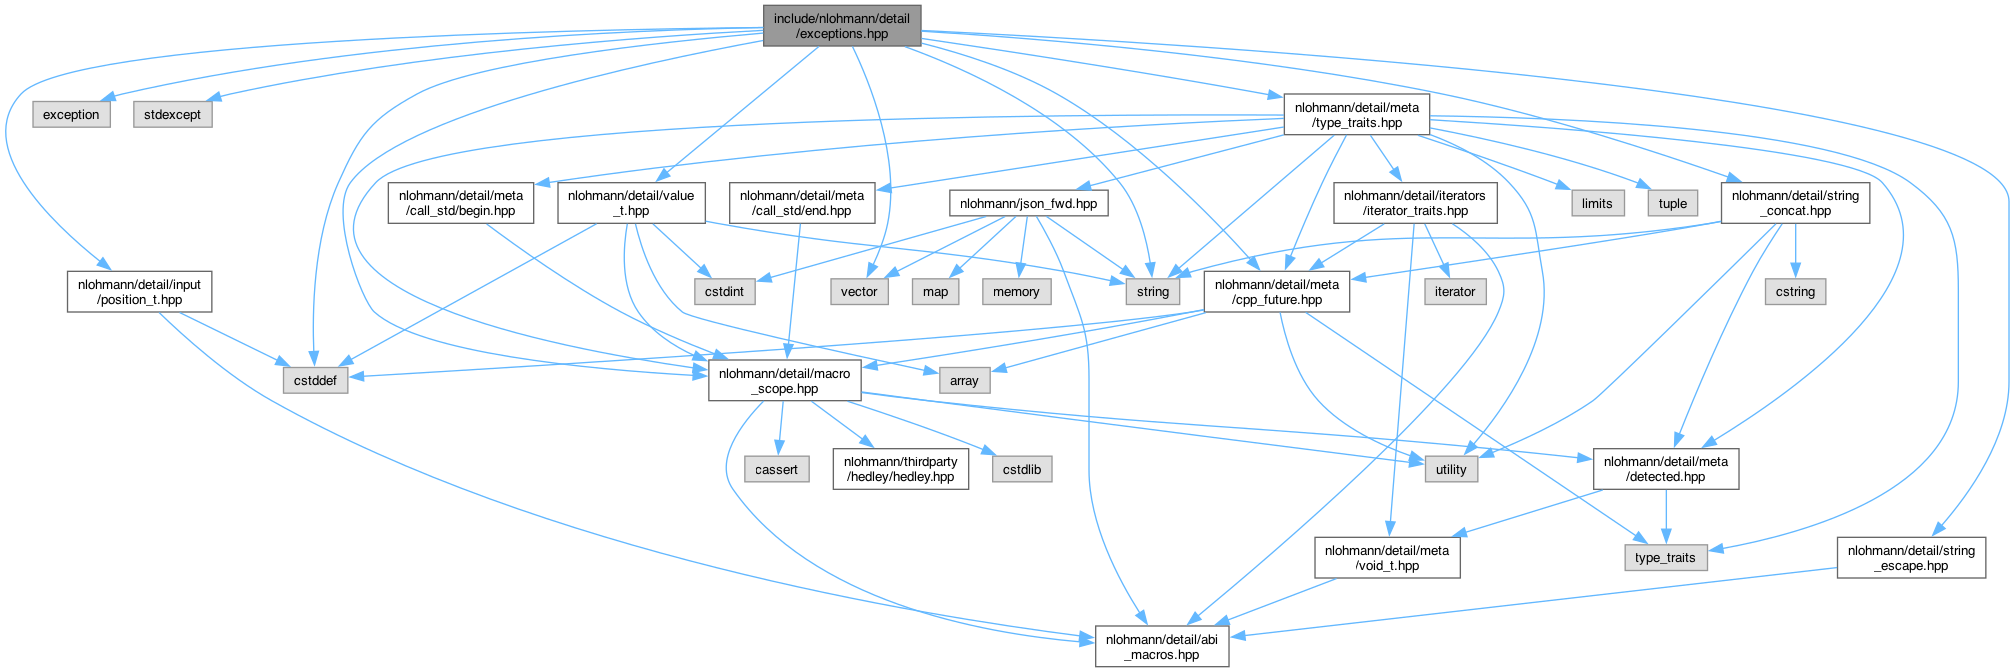 include/nlohmann/detail
/exceptions.hpp
exception
stdexcept
nlohmann/detail/meta
/type_traits.hpp
nlohmann/detail/meta
/call_std/begin.hpp
nlohmann/detail/value
_t.hpp
nlohmann/detail/meta
/call_std/end.hpp
nlohmann/json_fwd.hpp
nlohmann/detail/iterators
/iterator_traits.hpp
limits
tuple
nlohmann/detail/string
_concat.hpp
nlohmann/detail/input
/position_t.hpp
cstdint
vector
map
memory
string
nlohmann/detail/meta
/cpp_future.hpp
iterator
cstring
cstddef
nlohmann/detail/macro
_scope.hpp
array
cassert
nlohmann/thirdparty
/hedley/hedley.hpp
cstdlib
utility
nlohmann/detail/meta
/detected.hpp
nlohmann/detail/meta
/void_t.hpp
type_traits
nlohmann/detail/string
_escape.hpp
nlohmann/detail/abi
_macros.hpp